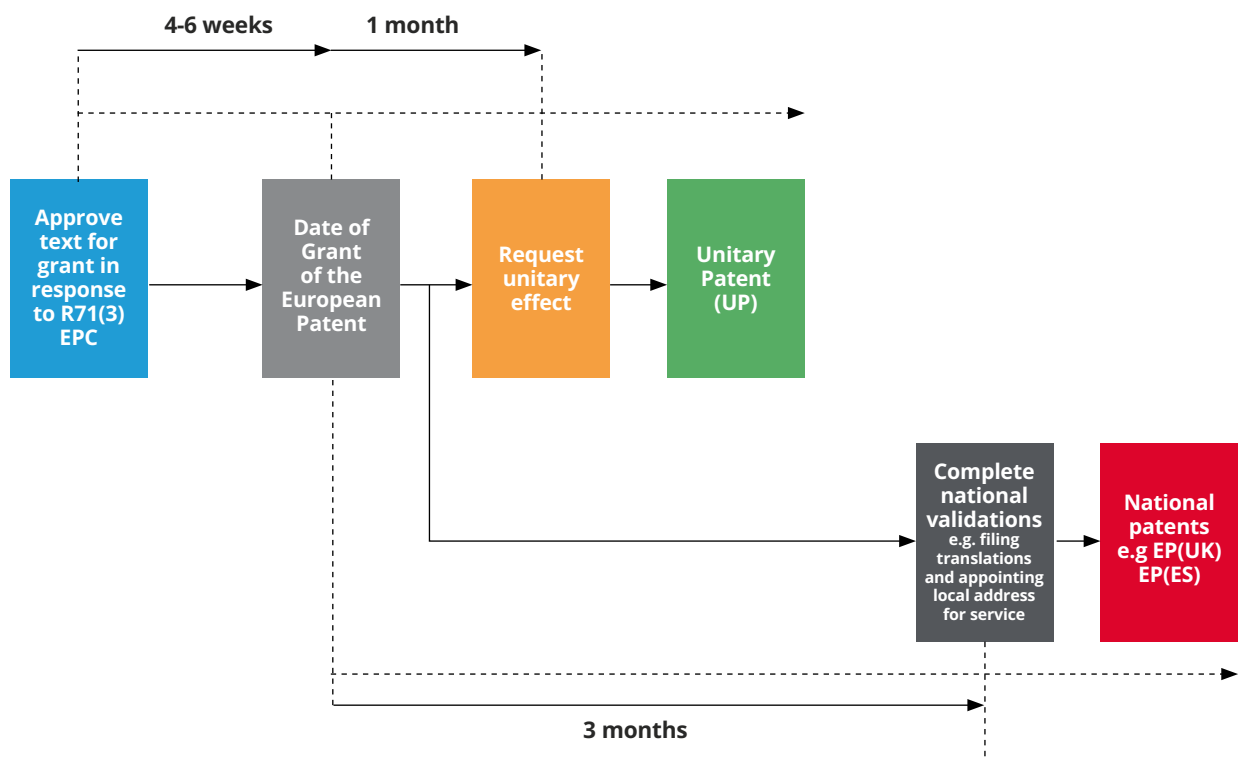 4-6 weeks
1 month
Approve
text for
grant in
response
to R71(3)
EPC
Date of
Grant
of the
European
Patent
Request
unitary
effect
Unitary
Patent
(UP)
Complete
national
validations
e.g. filing
translations
and appointing
local address
for service
National
patents
e.g EP(UK)
EP(ES)
3 months